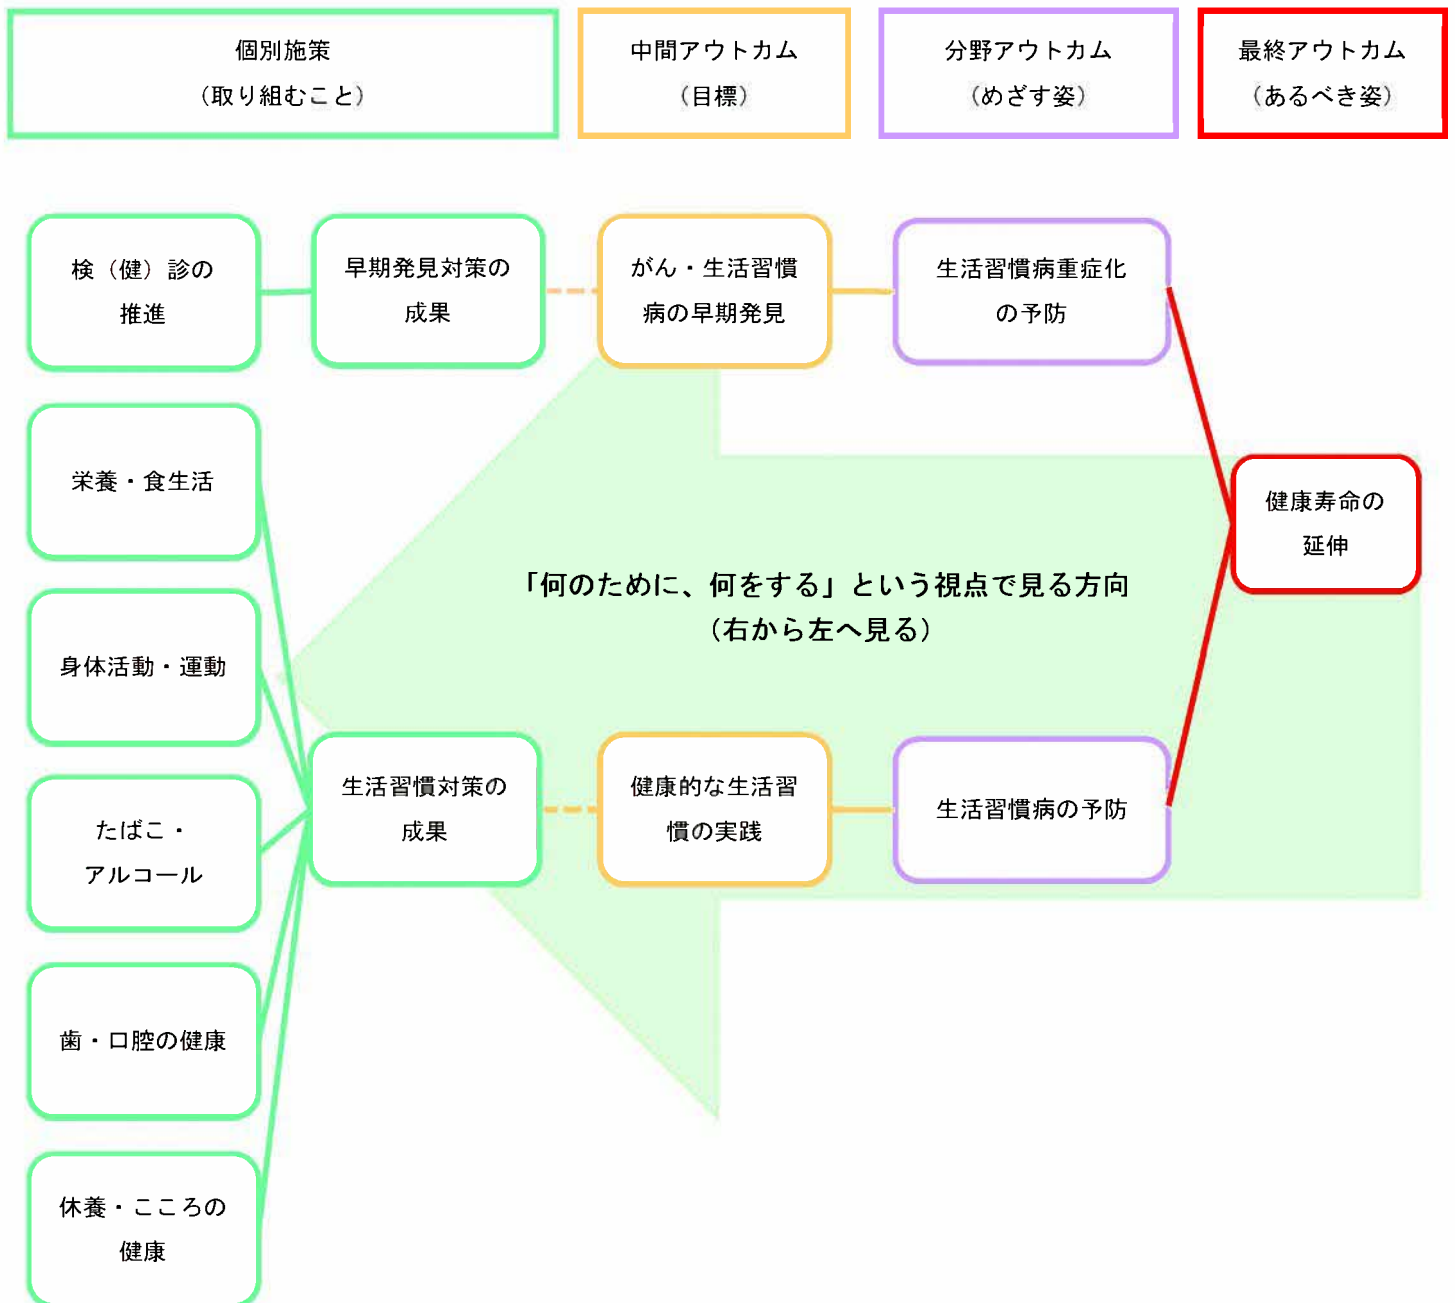 個別施策
（取り組むこと）
中間アウトカム
（目標）
分野アウトカム
（めざす姿）
最終アウトカム
（あるべき姿）
検（健）診の
推進
早期発見対策の
成果
がん・生活習慣
病の早期発見
生活習慣病重症化
の予防
栄養・食生活
健康寿命の
延伸
「何のために、何をする」という視点で見る方向
（右から左へ見る）
身体活動・運動
生活習慣対策の
成果
健康的な生活習
慣の実践
生活習慣病の予防
たばこ・
アルコール
歯・口腔の健康
休養・こころの
健康